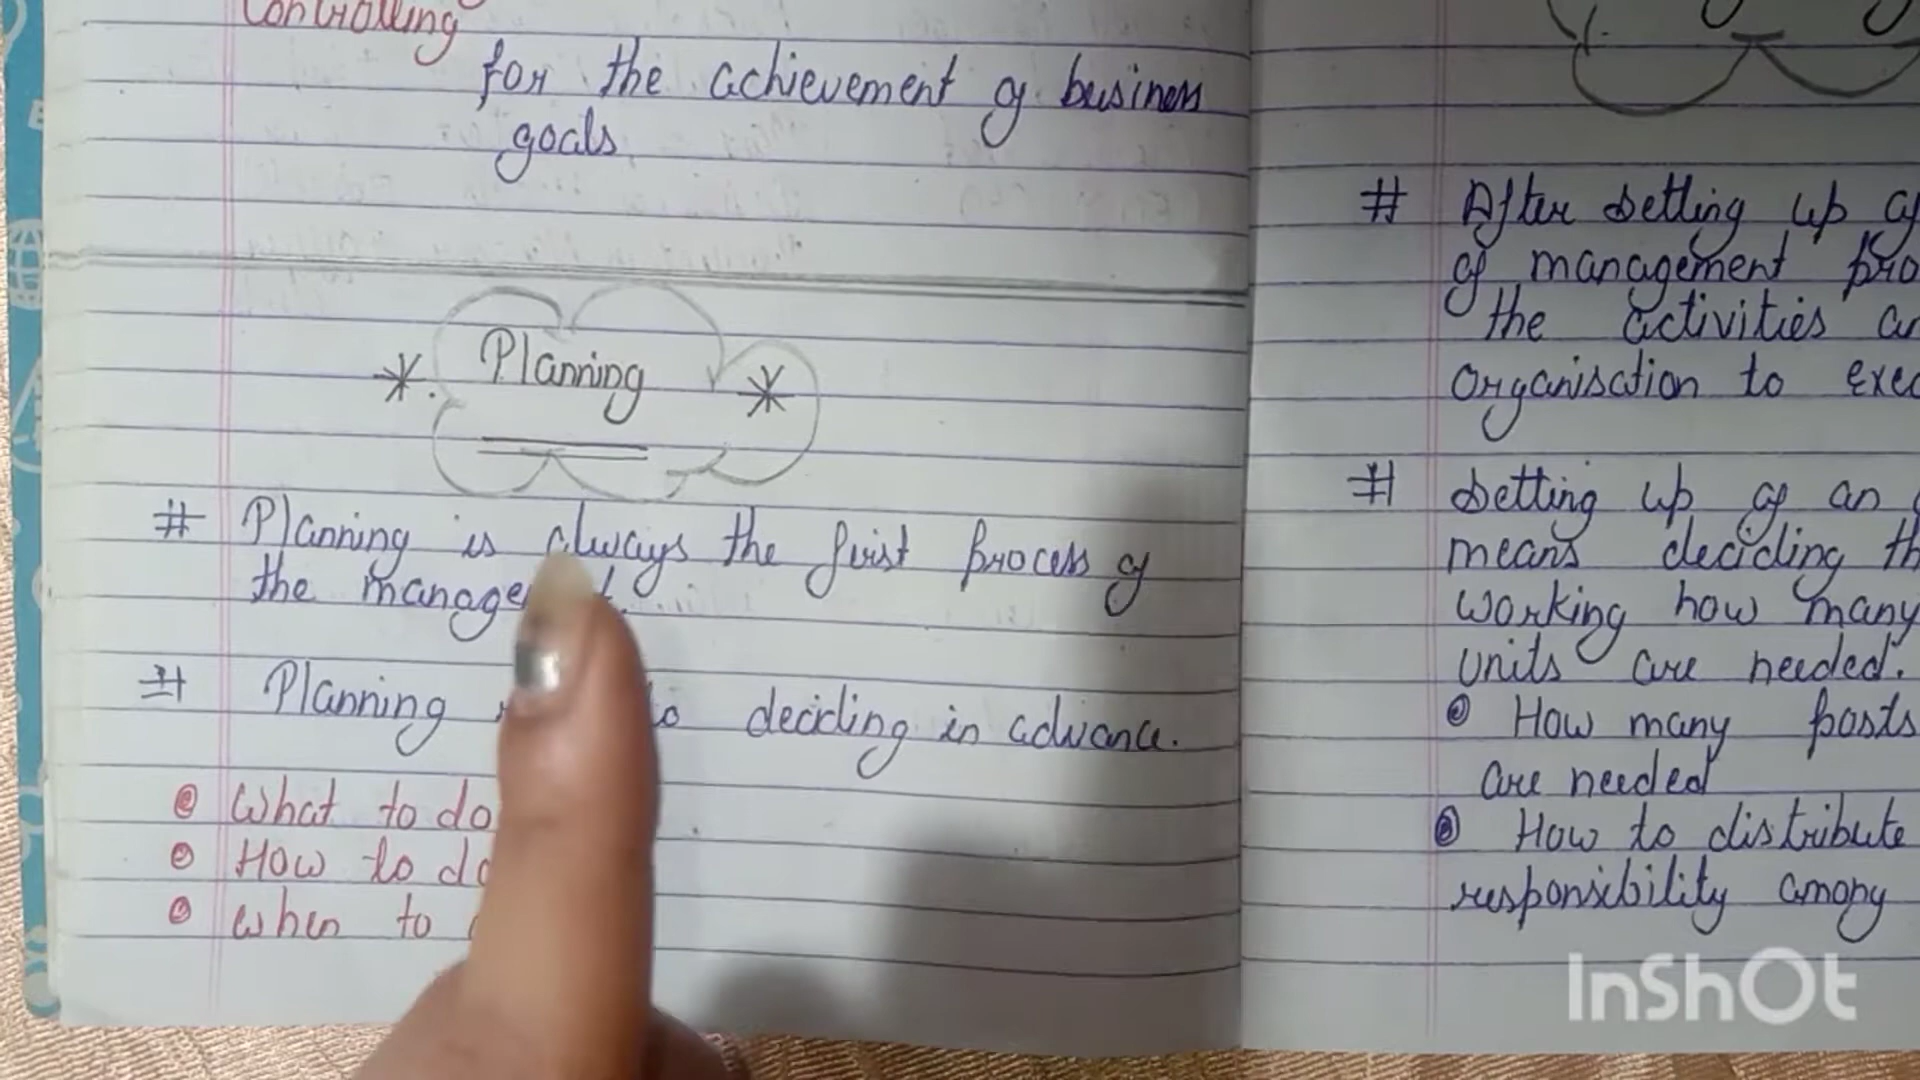 Controlling
for the achievement of business
goals
* Planning *
# Planning is always the first process of
the
# Planning to deciding in advance.
What to do
How to do
When to
# After setting up of
of management
the activities
Organisation to
# Setting up of an
means deciding
working how many
units are needed.
How many posts
are needed
How to distribute
responsibility among
InShOt